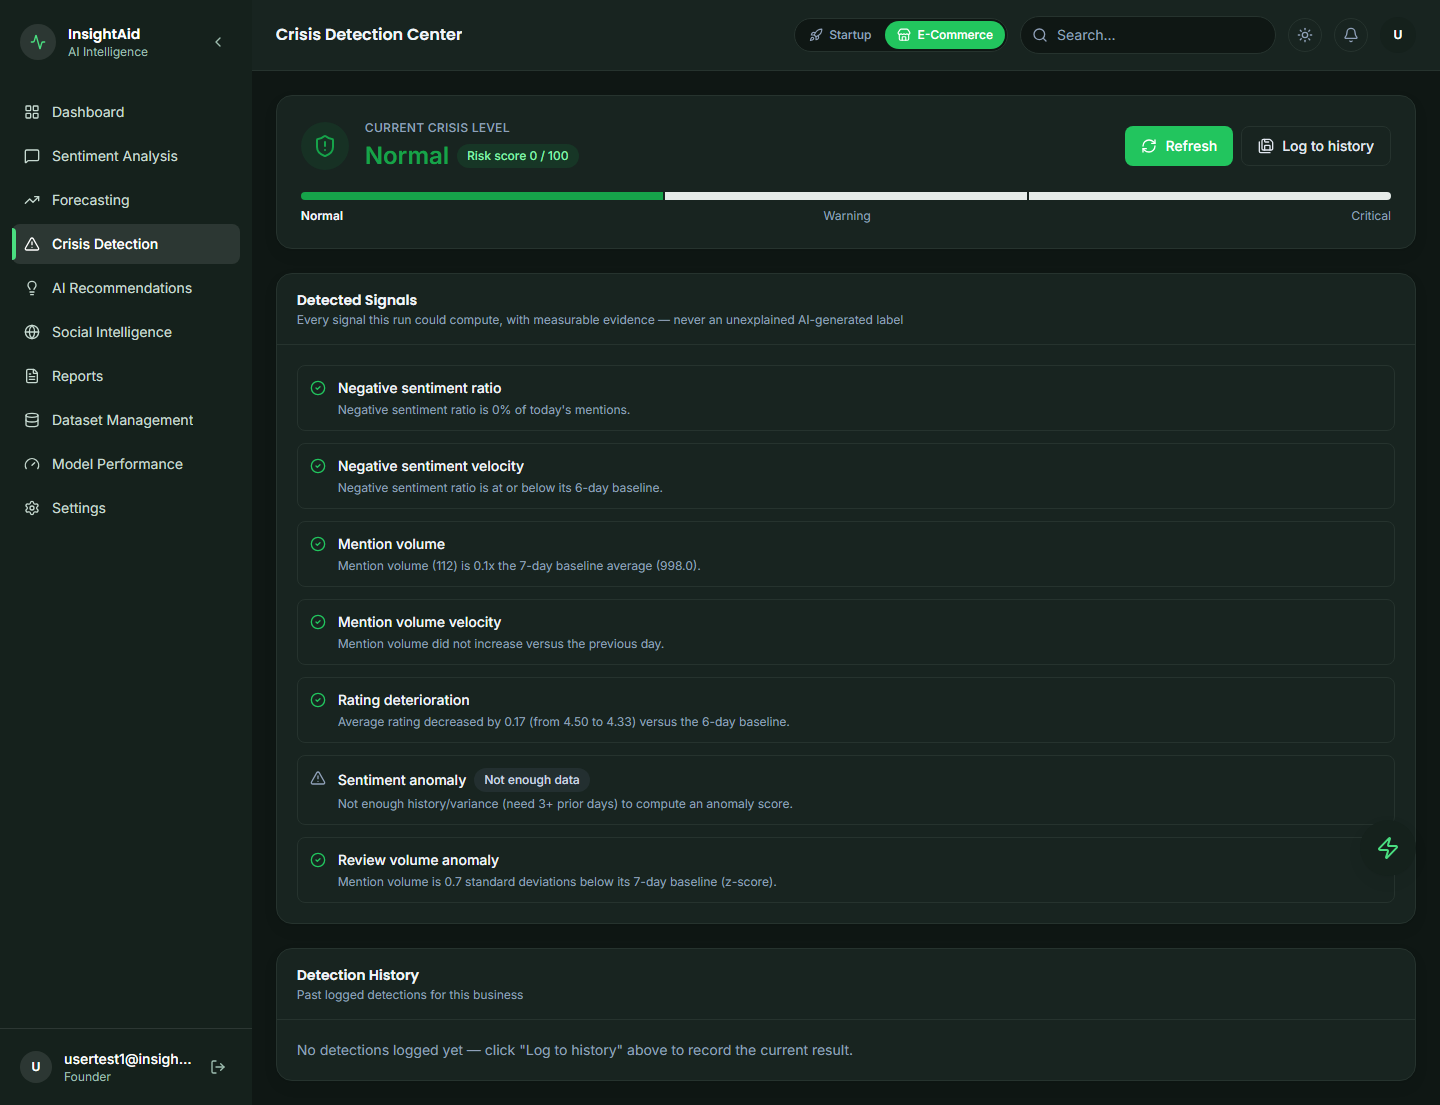 InsightAid
AI Intelligence
Dashboard
Sentiment Analysis
Forecasting
Crisis Detection
AI Recommendations
Social Intelligence
Reports
Dataset Management
Model Performance
Settings
U
usertest1@insigh...
Founder
Crisis Detection Center
Startup
E-Commerce
Search...
U
CURRENT CRISIS LEVEL
Normal
Risk score 0 / 100
Refresh
Log to history
Normal
Warning
Critical
Detected Signals
Every signal this run could compute, with measurable evidence — never an unexplained AI-generated label
Negative sentiment ratio
Negative sentiment ratio is 0% of today's mentions.
Negative sentiment velocity
Negative sentiment ratio is at or below its 6-day baseline.
Mention volume
Mention volume (112) is 0.1x the 7-day baseline average (998.0).
Mention volume velocity
Mention volume did not increase versus the previous day.
Rating deterioration
Average rating decreased by 0.17 (from 4.50 to 4.33) versus the 6-day baseline.
Sentiment anomaly
Not enough data
Not enough history/variance (need 3+ prior days) to compute an anomaly score.
Review volume anomaly
Mention volume is 0.7 standard deviations below its 7-day baseline (z-score).
Detection History
Past logged detections for this business
No detections logged yet — click "Log to history" above to record the current result.